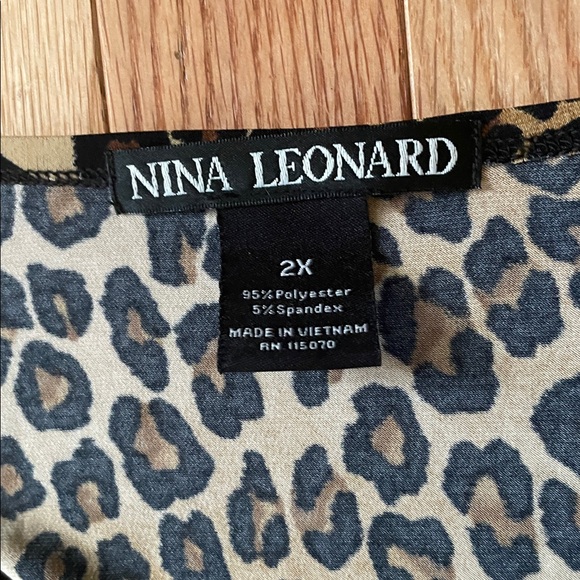 NINA LEONARD
2X
95% Polyester
5% Spandex
MADE IN VIETNAM
RN 115070